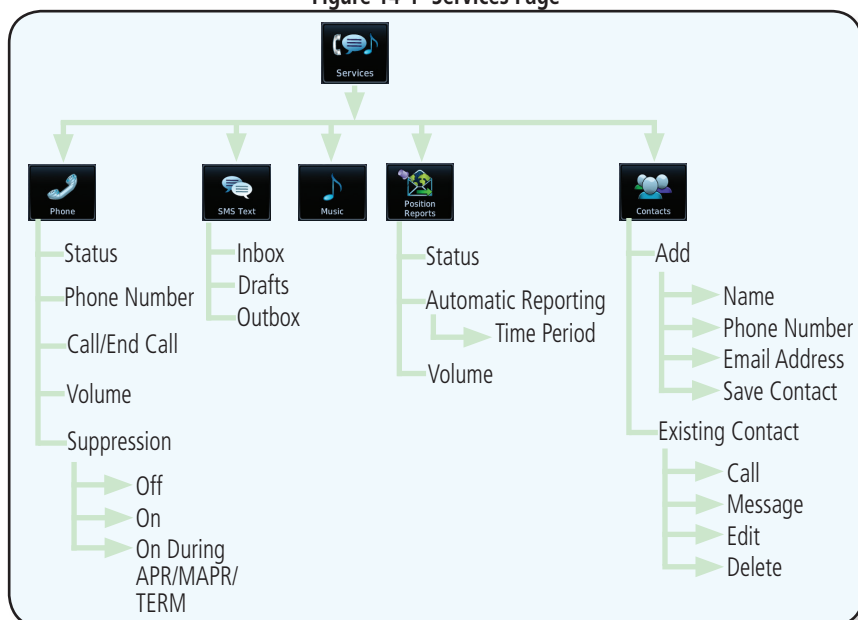 Figure 14-1 Services Page
Services
Phone
SMS Text
Music
Position
Reports
Contacts
Status
Phone Number
Call/End Call
Volume
Suppression
Off
On
On During
APR/MAPR/
TERM
Inbox
Drafts
Outbox
Status
Automatic Reporting
Time Period
Volume
Add
Name
Phone Number
Email Address
Save Contact
Existing Contact
Call
Message
Edit
Delete